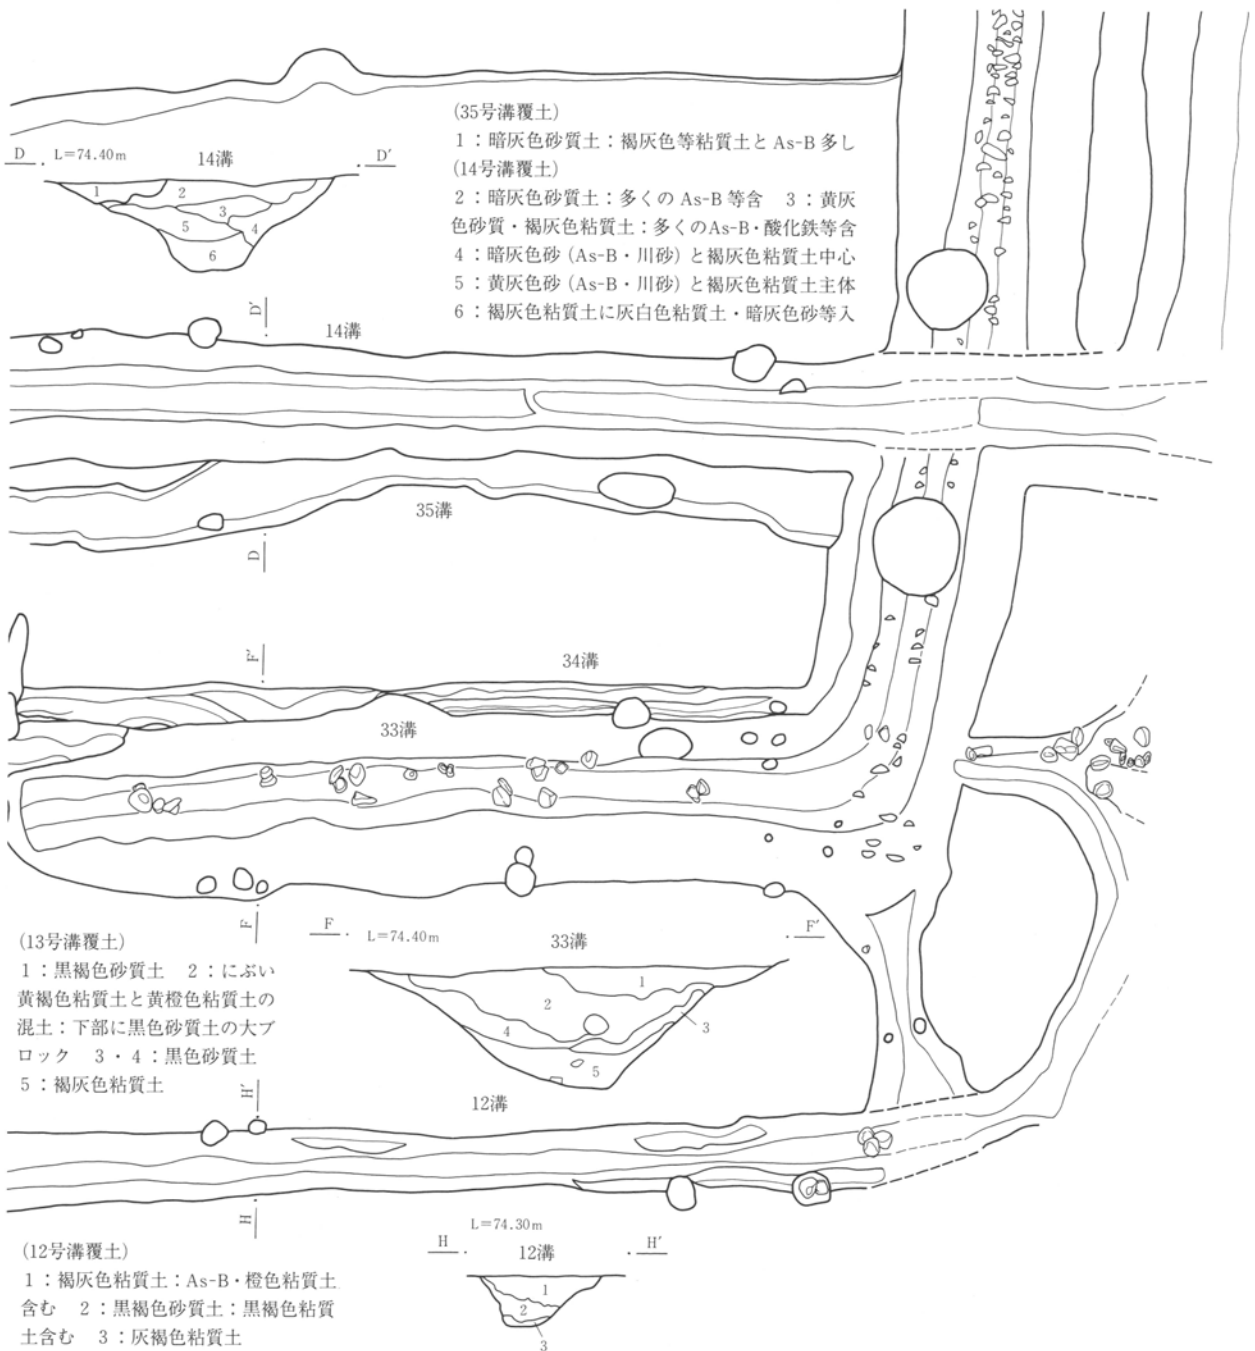 (35号溝覆土)
1：暗灰色砂質土：褐灰色等粘質土とAs-B多し
(14号溝覆土)
2：暗灰色砂質土：多くのAs-B等含　3：黄灰
色砂質・褐灰色粘質土：多くのAs-B・酸化鉄等含
4：暗灰色砂（As-B・川砂）と褐灰色粘質土中心
5：黄灰色砂（As-B・川砂）と褐灰色粘質土主体
6：褐灰色粘質土に灰白色粘質土・暗灰色砂等入
D　L=74.40m　14溝　D′
1　2
3
5　4
6
D′
14溝
35溝
D
F′
34溝
33溝
F
(13号溝覆土)
1：黒褐色砂質土　2：にぶい
黄褐色粘質土と黄橙色粘質土の
混土：下部に黒色砂質土の大ブ
ロック　3・4：黒色砂質土
5：褐灰色粘質土
F　L=74.40m　33溝　F′
1
2
4　3
5
H′
12溝
H
(12号溝覆土)
1：褐灰色粘質土：As-B・橙色粘質土
含む　2：黒褐色砂質土：黒褐色粘質
土含む　3：灰褐色粘質土
L=74.30m
H　12溝　H′
1
2
3